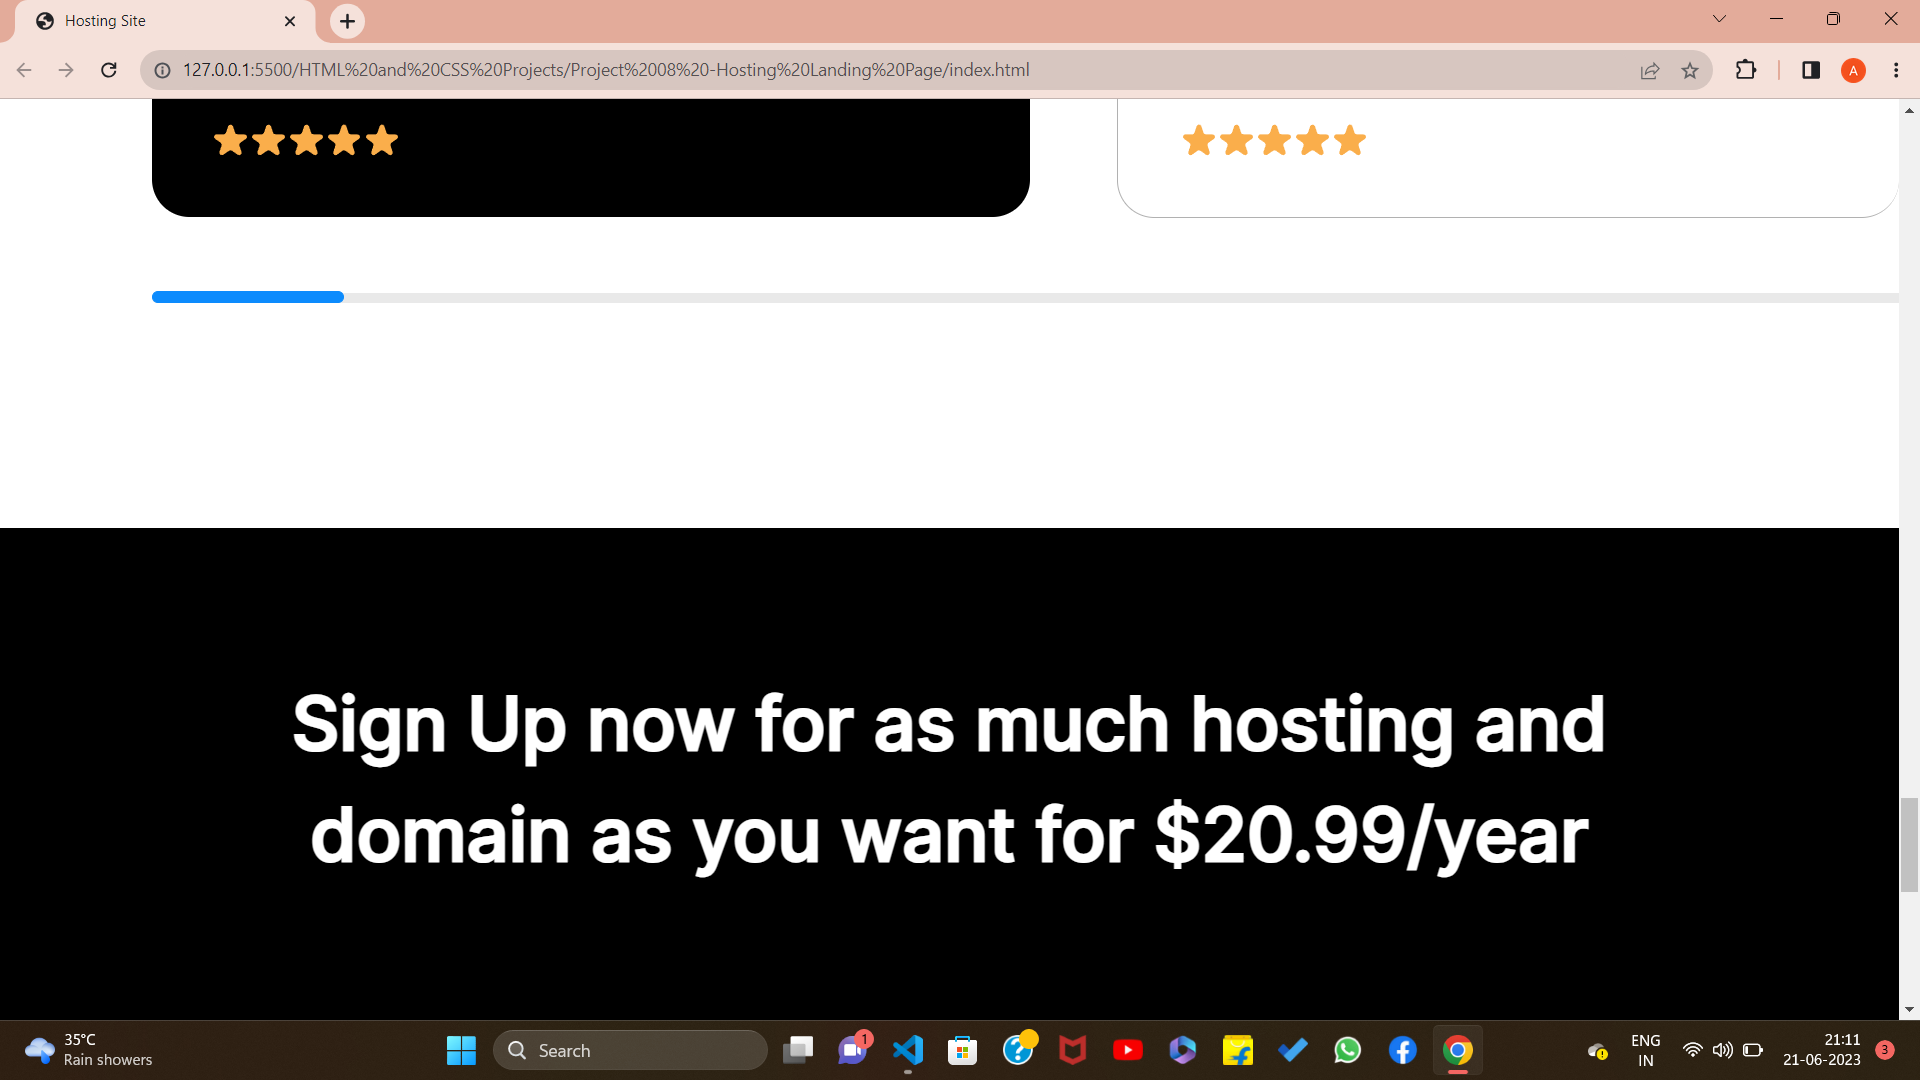 Hosting Site
127.0.0.1:5500/HTML%20and%20CSS%20Projects/Project%2008%20-Hosting%20Landing%20Page/index.html
A
Sign Up now for as much hosting and
domain as you want for $20.99/year
35°C
Rain showers
Search
1
ENG
IN
21:11
21-06-2023
3